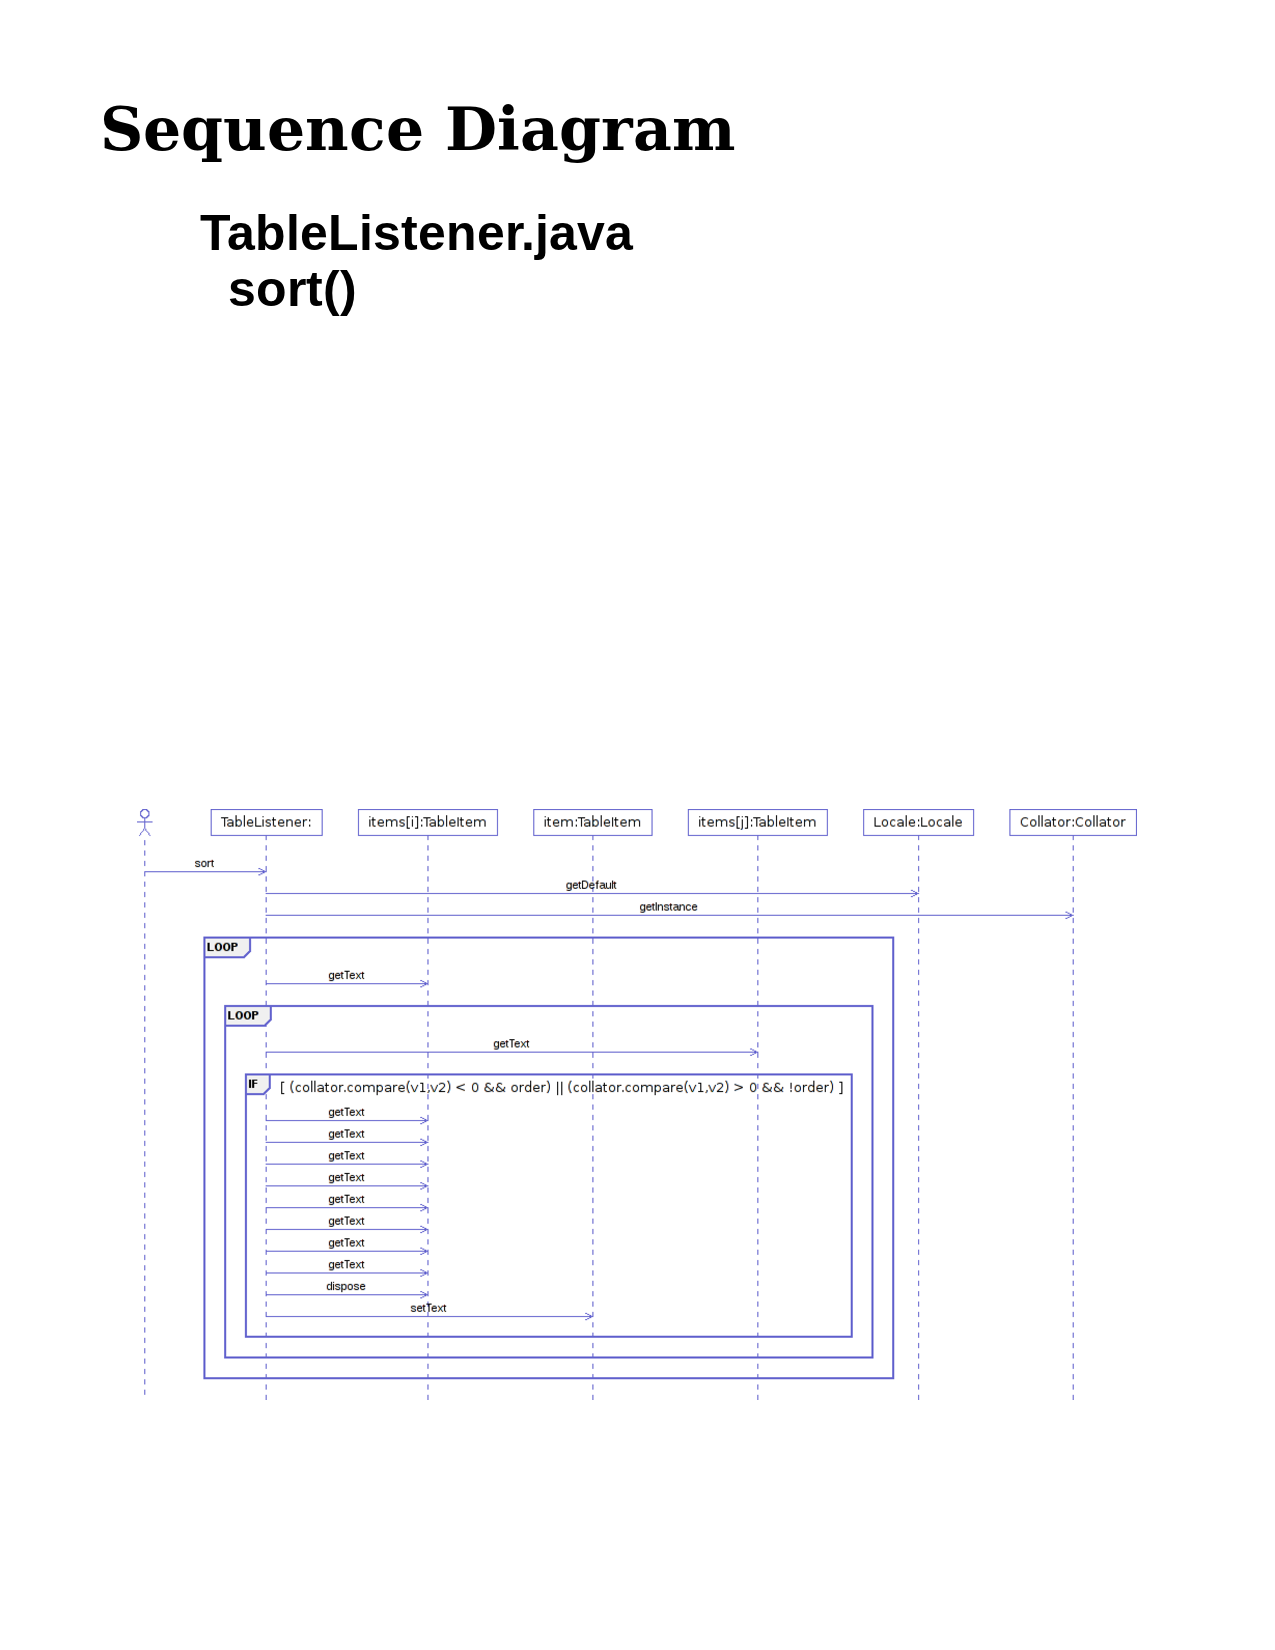 Sequence Diagram
TableListener.java
sort()
TableListener:
items[i]:TableItem
item:TableItem
items[j]:TableItem
Locale:Locale
Collator:Collator
sort
getDefault
getInstance
LOOP
getText
LOOP
getText
IF
[ (collator.compare(v1,v2) < 0 && order) || (collator.compare(v1,v2) > 0 && !order) ]
getText
getText
getText
getText
getText
getText
getText
getText
dispose
setText